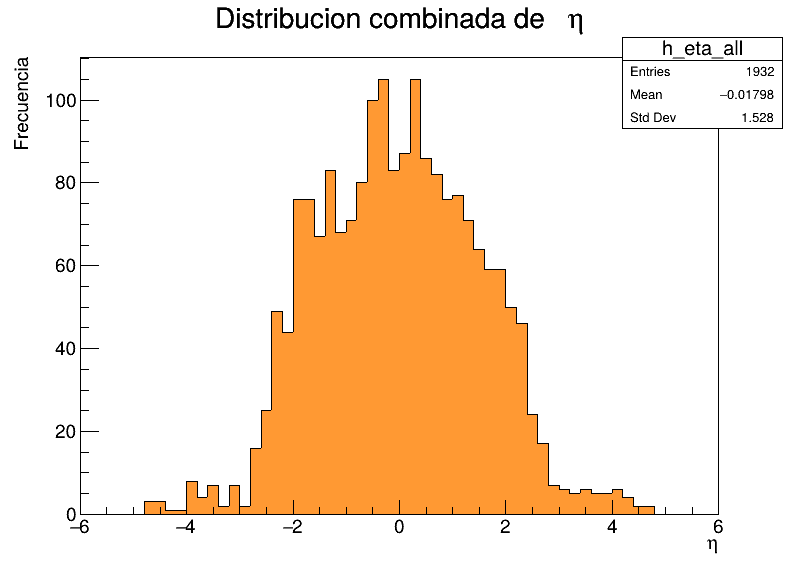 Distribucion combinada de η
h_eta_all
Entries 1932
Mean −0.01798
Std Dev 1.528
Frecuencia
100
80
60
40
20
0
−6 −4 −2 0 2 4 6
η